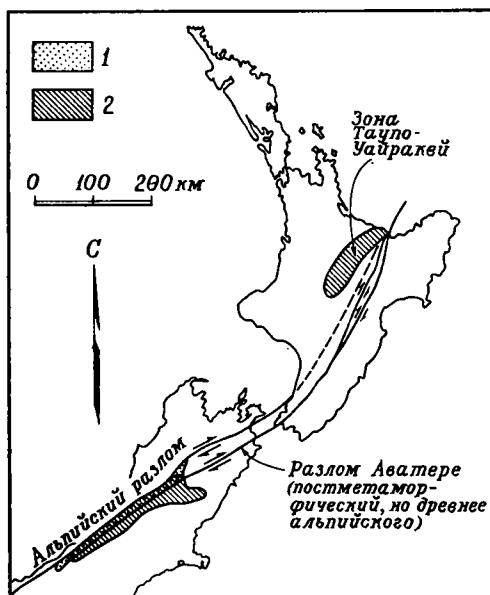 1
2
0 100 200 км
С
Зона
Таупо-
Уайракей
Альпийский разлом
Разлом Аватере
(постметамор-
фический, но древнее
альпийского)